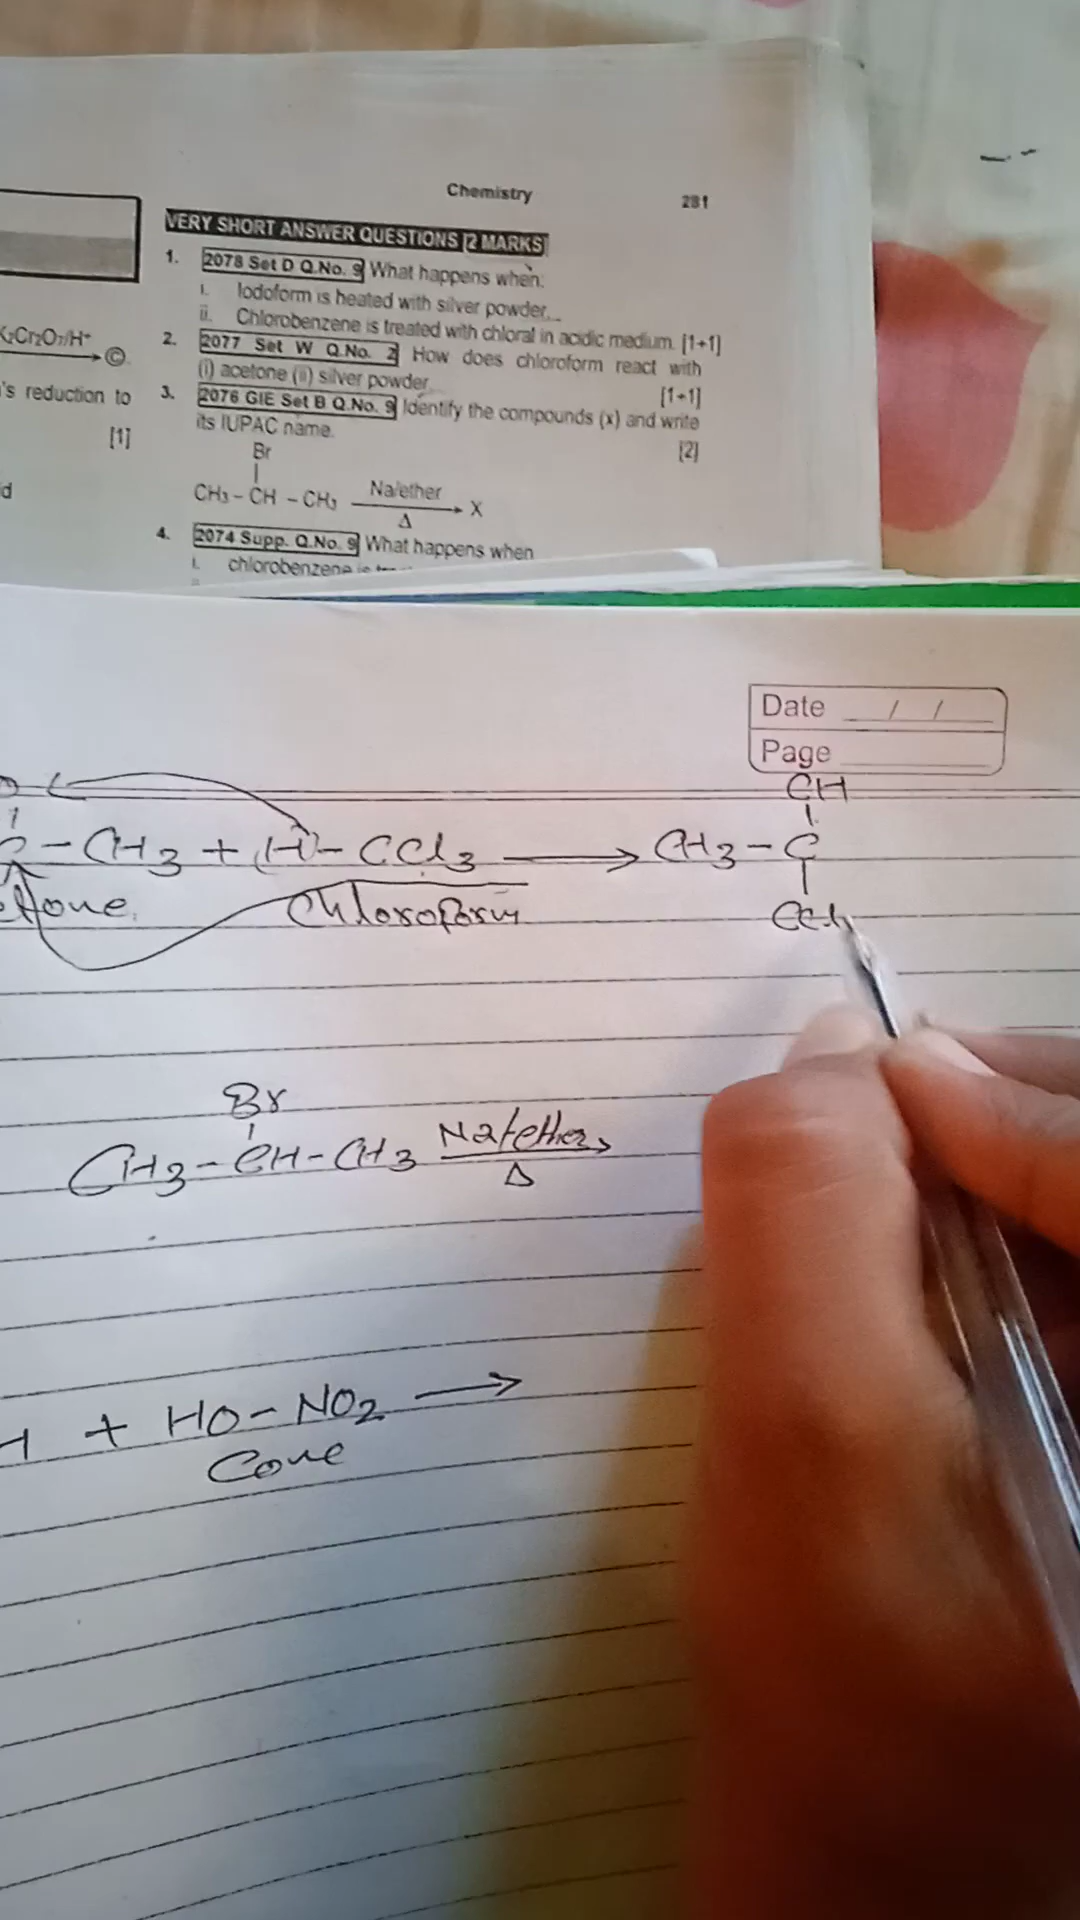 Chemistry 281
VERY SHORT ANSWER QUESTIONS [2 MARKS]
1. 2078 Set D Q.No. 9 What happens when:
i. Iodoform is heated with silver powder.
ii. Chlorobenzene is treated with chloral in acidic medium. [1+1]
2. 2077 Set W Q.No. 2 How does chloroform react with
(i) acetone (ii) silver powder. [1+1]
3. 2076 GIE Set B Q.No. 9 Identify the compounds (x) and write
its IUPAC name. [2]
Br
CH₃ – CH – CH₃ Na/ether Δ → X
4. 2074 Supp. Q.No. 9 What happens when
i. chlorobenzene is
K₂Cr₂O₇/H⁺ → ©
's reduction to
[1]
d
Date / /
Page
CH
C - CH3 + H - CCl3 → CH3 - C
Chloroform CCl
Br
CH3 - CH - CH3 Na/ether Δ →
H + HO - NO2 →
Conc